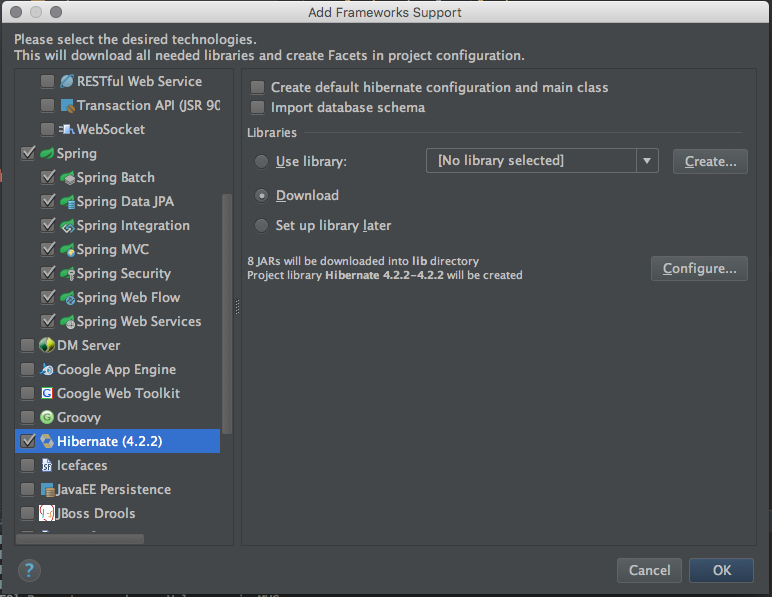 Add Frameworks Support
Please select the desired technologies.
This will download all needed libraries and create Facets in project configuration.
RESTful Web Service
Transaction API (JSR 90
WebSocket
Spring
Spring Batch
Spring Data JPA
Spring Integration
Spring MVC
Spring Security
Spring Web Flow
Spring Web Services
DM Server
Google App Engine
Google Web Toolkit
Groovy
Hibernate (4.2.2)
Icefaces
JavaEE Persistence
JBoss Drools
Create default hibernate configuration and main class
Import database schema
Libraries
Use library:
[No library selected]
Create...
Download
Set up library later
8 JARs will be downloaded into lib directory
Project library Hibernate 4.2.2-4.2.2 will be created
Configure...
?
Cancel
OK